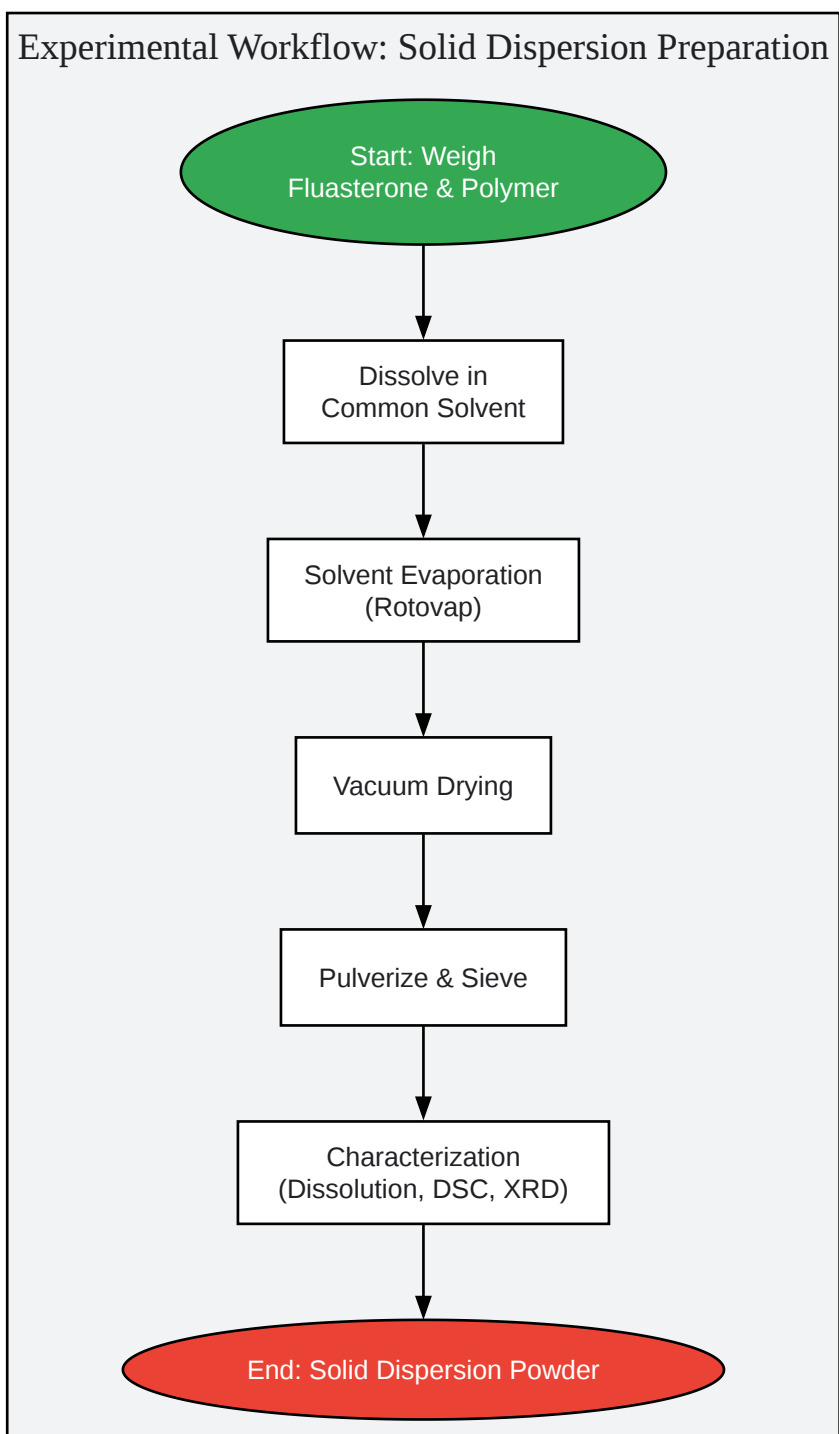 Experimental Workflow: Solid Dispersion Preparation
Start: Weigh
Fluasterone & Polymer
Dissolve in
Common Solvent
Solvent Evaporation
(Rotovap)
Vacuum Drying
Pulverize & Sieve
Characterization
(Dissolution, DSC, XRD)
End: Solid Dispersion Powder